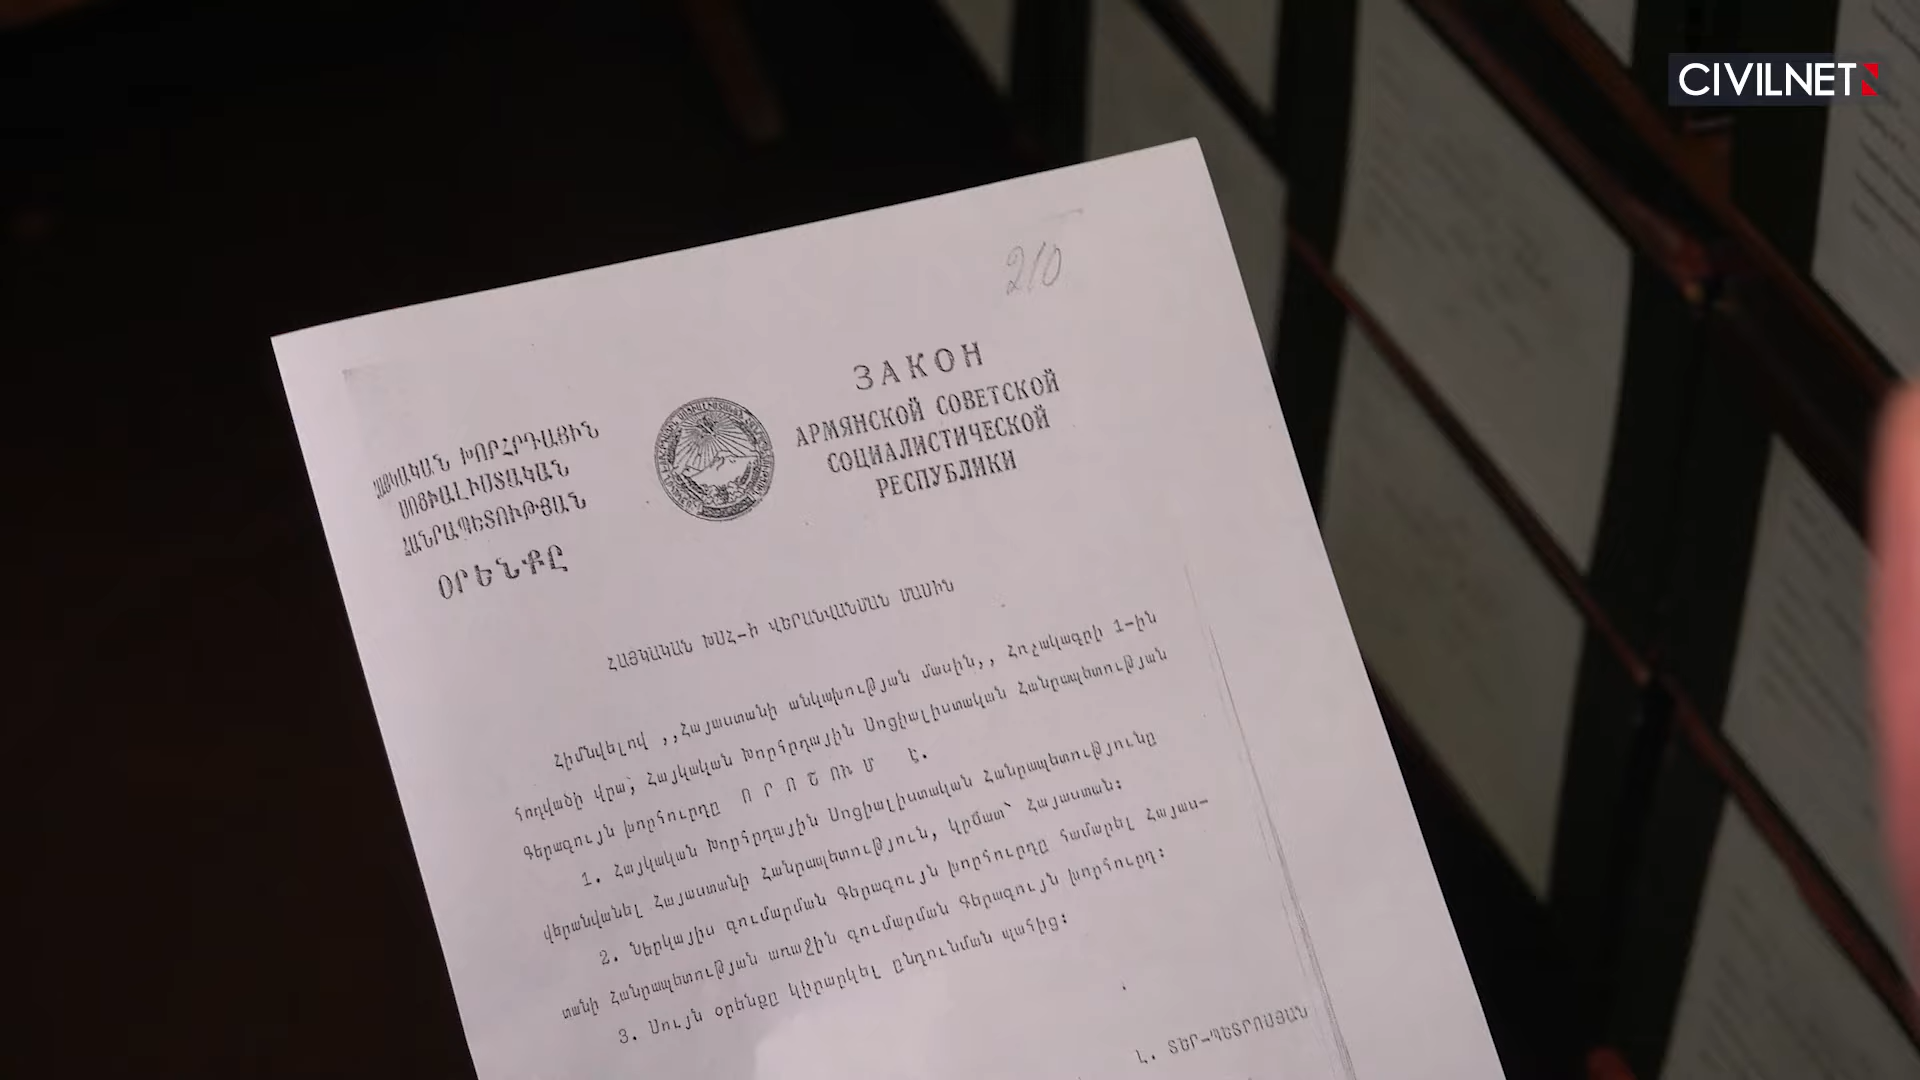 CIVILNET
210
ՀԱՅԿԱԿԱՆ ԽՈՐՀՐԴԱՅԻՆ
ՍՈՑԻԱԼԻՍՏԱԿԱՆ
ՀԱՆՐԱՊԵՏՈՒԹՅԱՆ
ՕՐԵՆՔԸ
ЗАКОН
АРМЯНСКОЙ СОВЕТСКОЙ
СОЦИАЛИСТИЧЕСКОЙ
РЕСПУБЛИКИ
ՀԱՅԿԱԿԱՆ ԽՍՀ-Ի ՎԵՐԱՆՎԱՆՄԱՆ ՄԱՍԻՆ
Հիմնվելով ,,Հայաստանի անկախության մասին,, Հռչակագրի 1-ին
հոդվածի վրա, Հայկական Խորհրդային Սոցիալիստական Հանրապետության
Գերագույն խորհուրդը Ո Ր Ո Շ ՈՒ Մ է.
1. Հայկական Խորհրդային Սոցիալիստական Հանրապետությունը
վերանվանել Հայաստանի Հանրապետություն, կրճատ՝ Հայաստան:
2. Ներկայիս գումարման Գերագույն խորհուրդը համարել Հայաս-
տանի Հանրապետության առաջին գումարման Գերագույն խորհուրդ:
3. Սույն օրենքը կիրարկել ընդունման պահից:
Լ. ՏԵՐ-ՊԵՏՐՈՍՅԱՆ